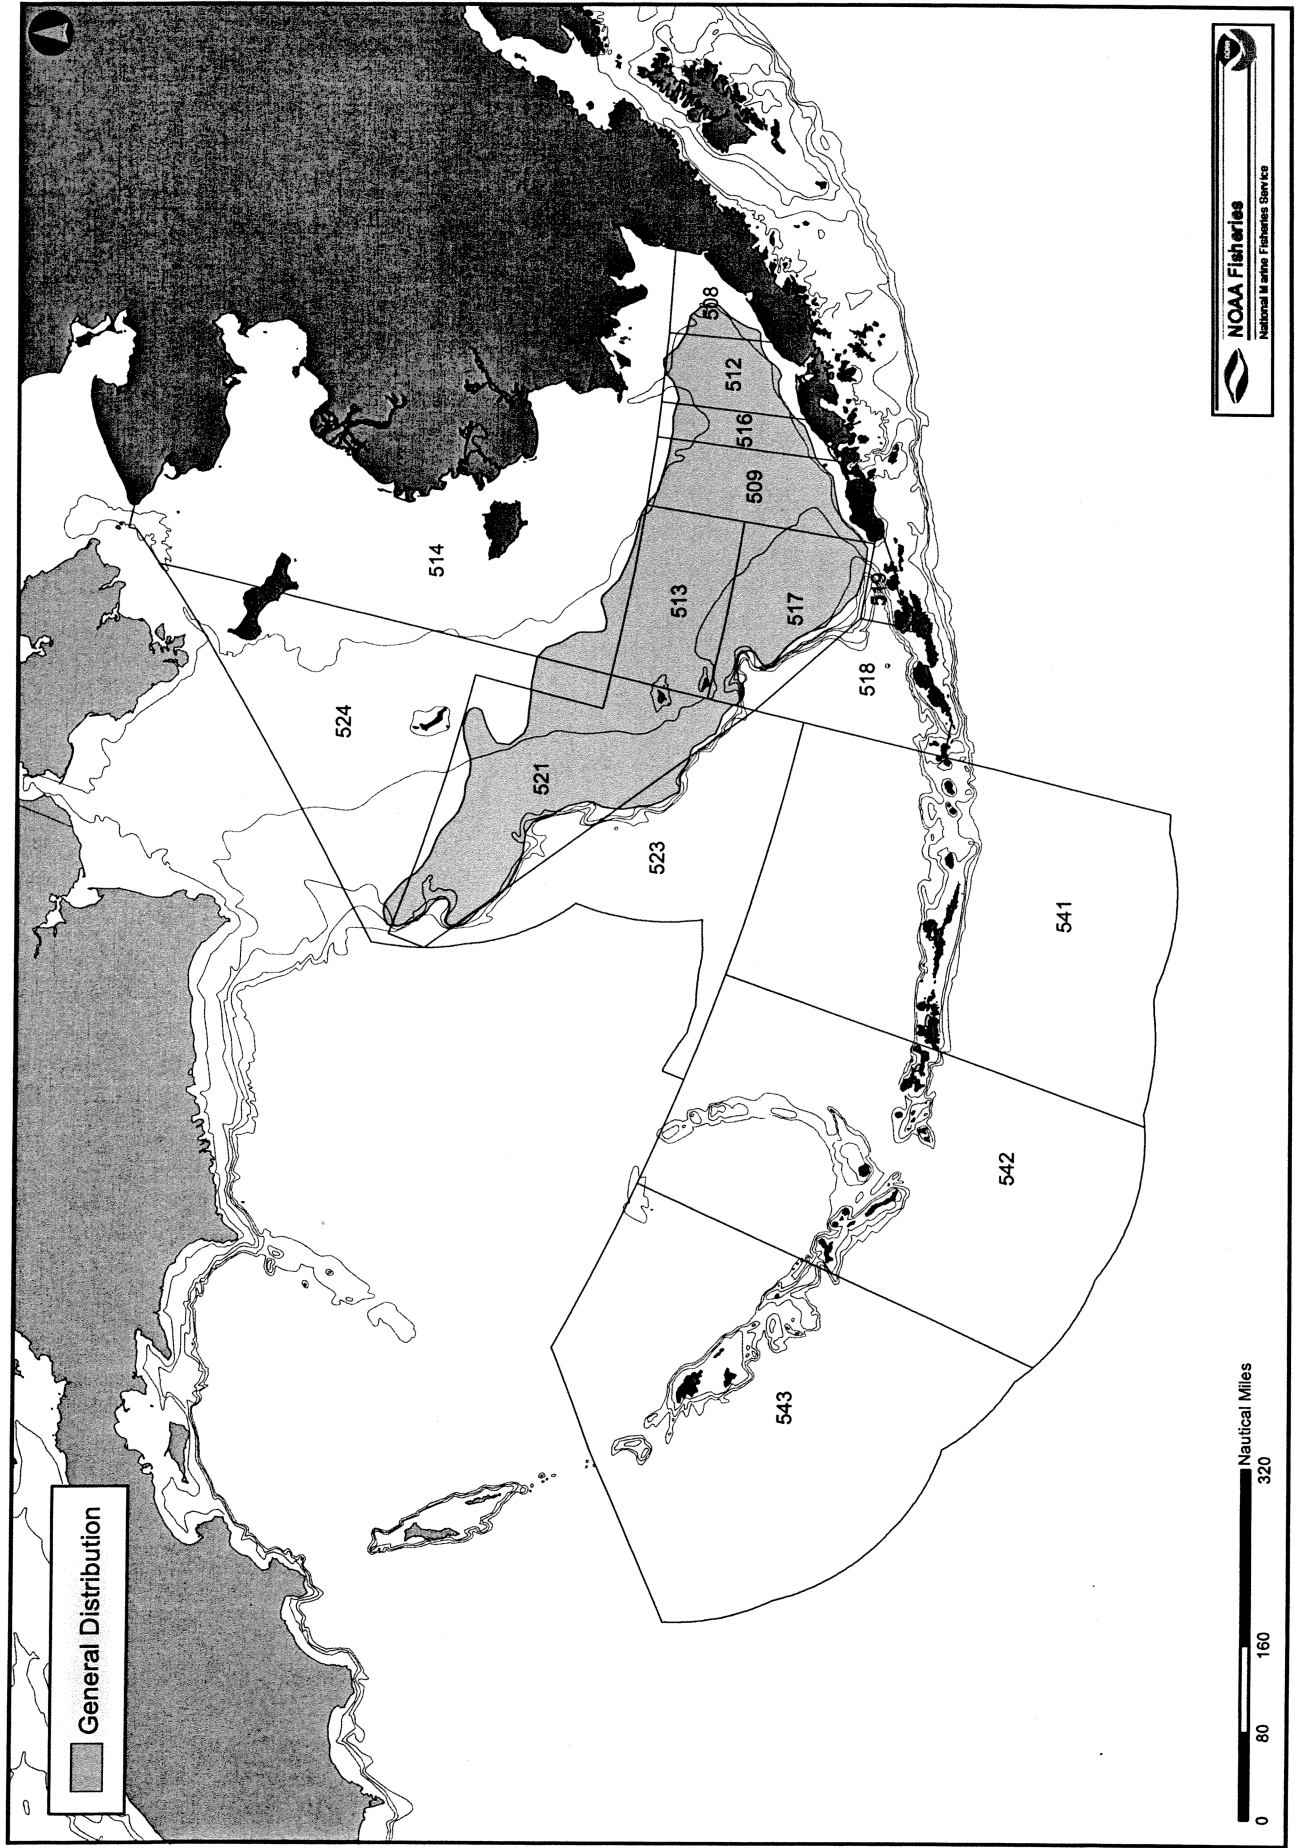 General Distribution
514
524
508
512
516
509
513
517
519
518
521
523
541
542
543
0 80 160 320
Nautical Miles
NOAA
NOAA Fisheries
National Marine Fisheries Service